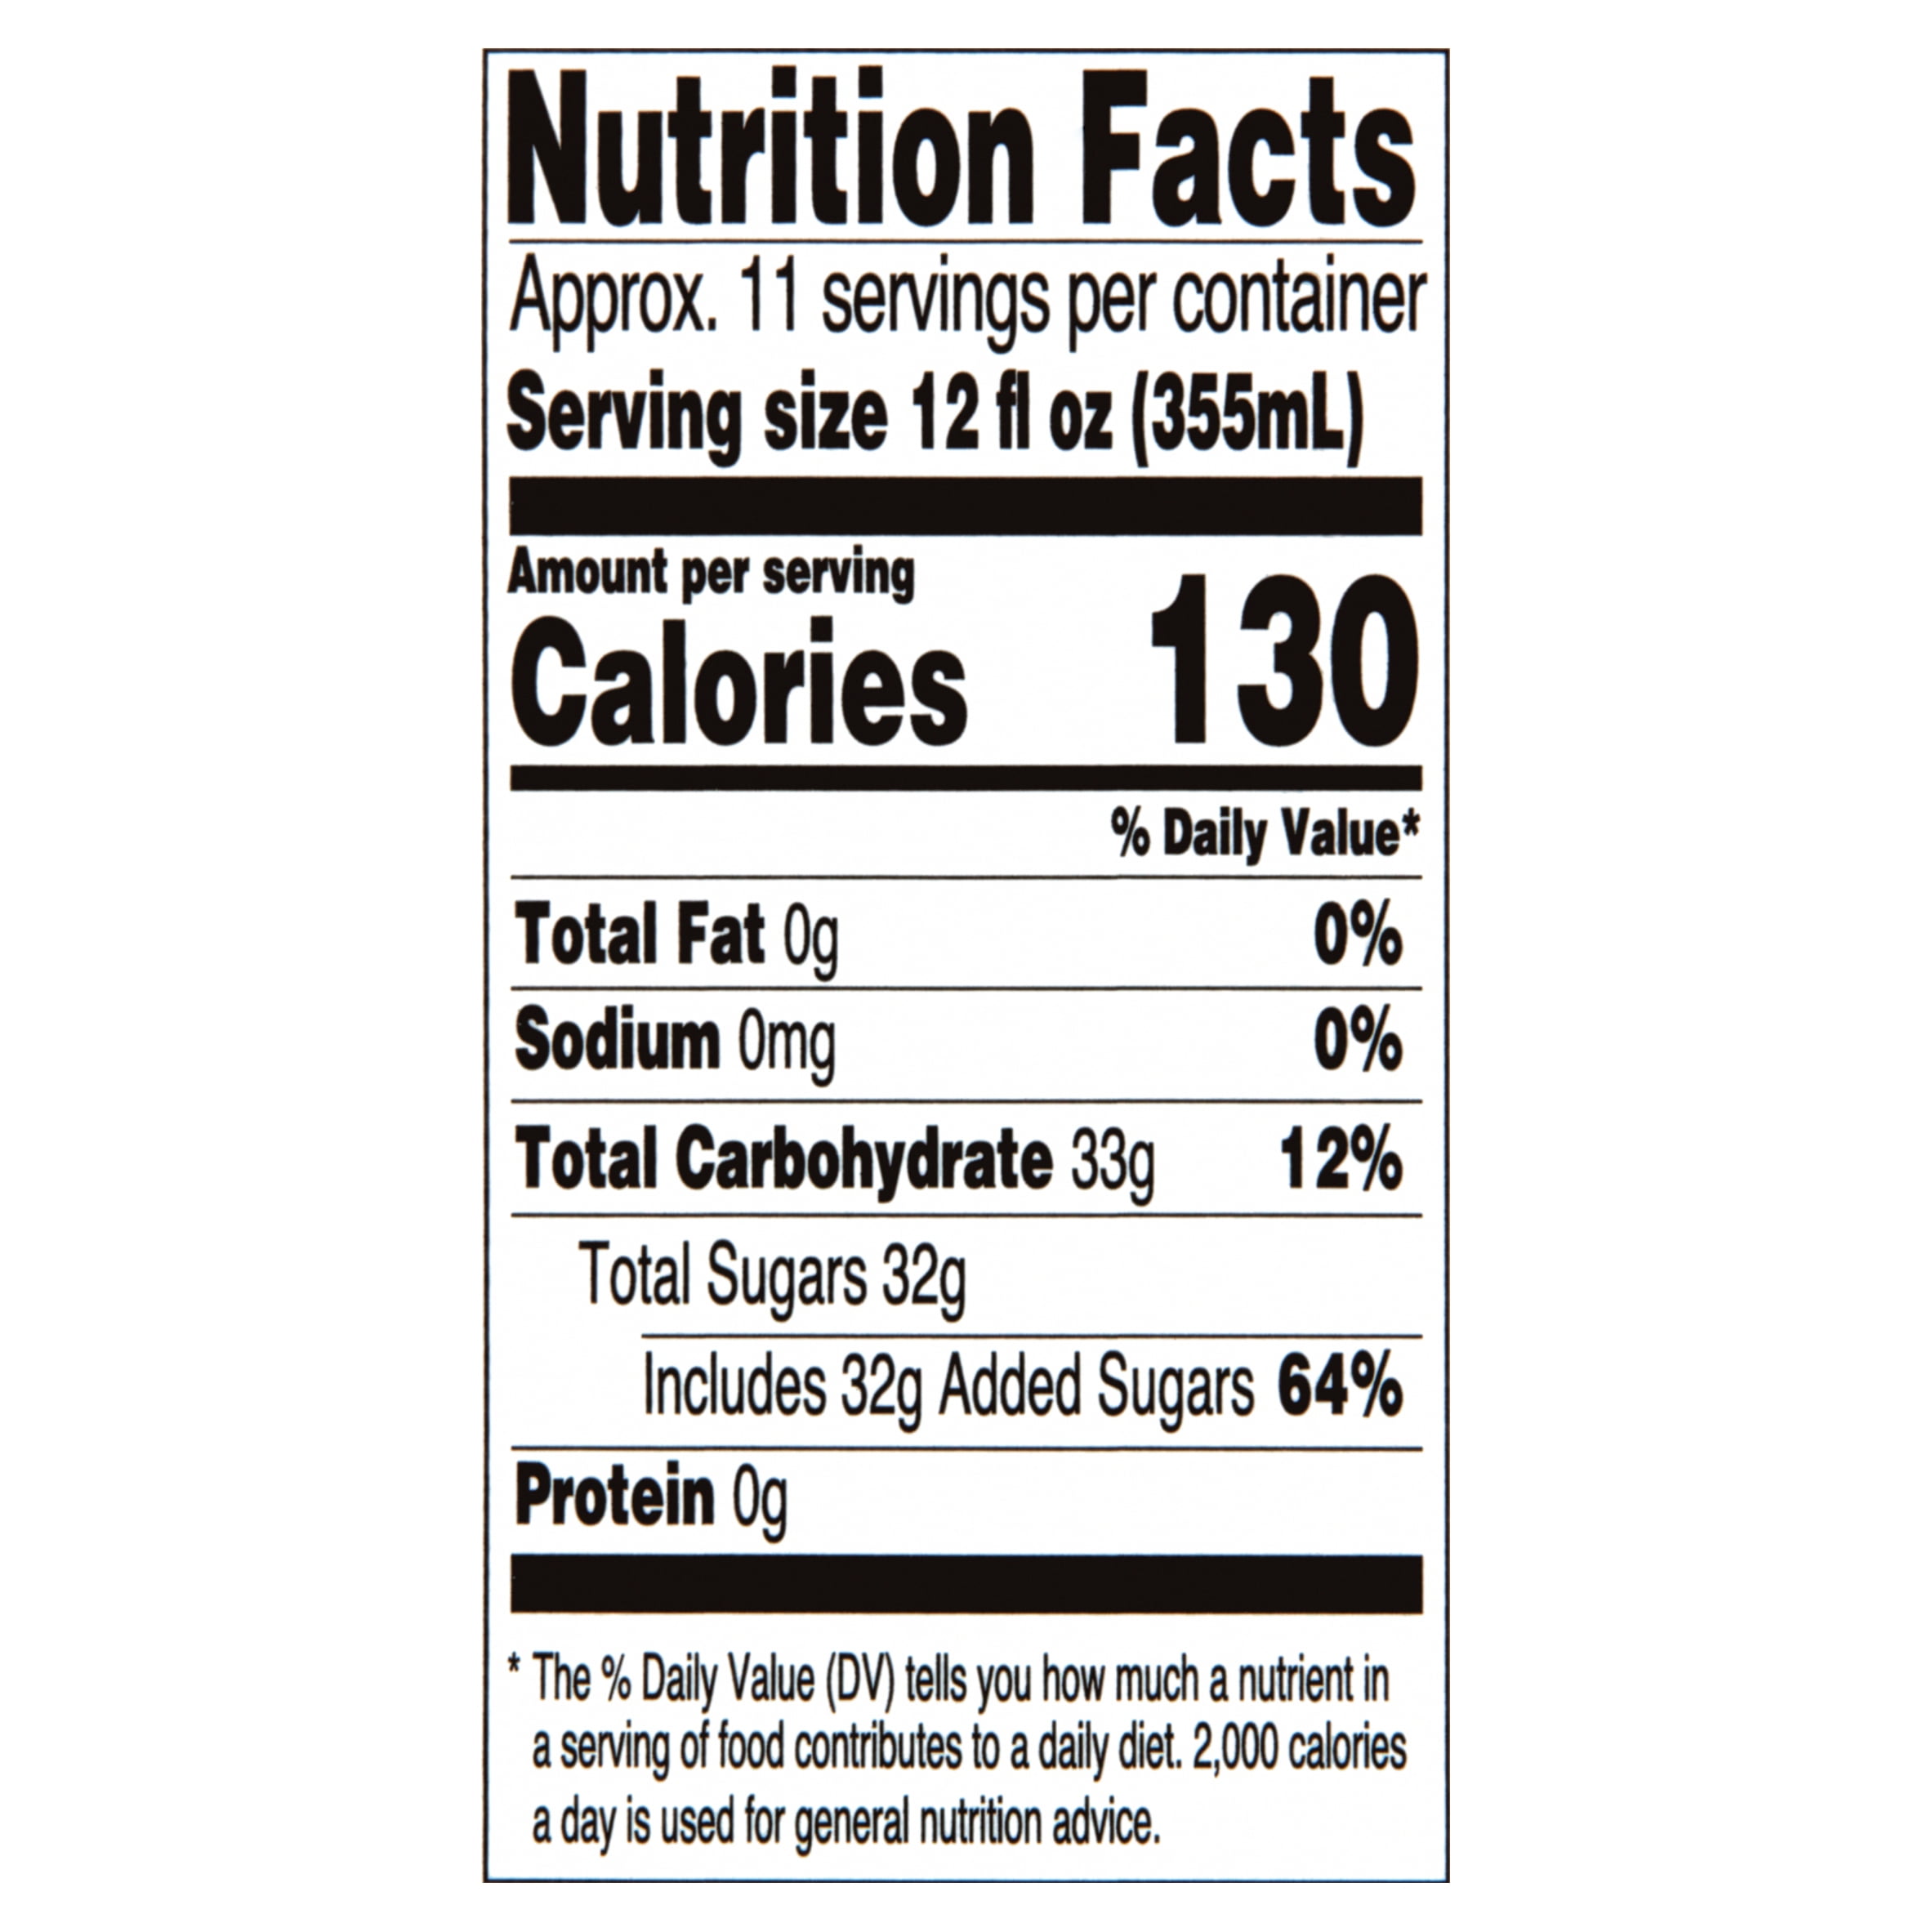 Nutrition Facts
Approx. 11 servings per container
Serving size 12 fl oz (355mL)
Amount per serving
Calories 130
% Daily Value*
Total Fat 0g 0%
Sodium 0mg 0%
Total Carbohydrate 33g 12%
Total Sugars 32g
Includes 32g Added Sugars 64%
Protein 0g
* The % Daily Value (DV) tells you how much a nutrient in
a serving of food contributes to a daily diet. 2,000 calories
a day is used for general nutrition advice.